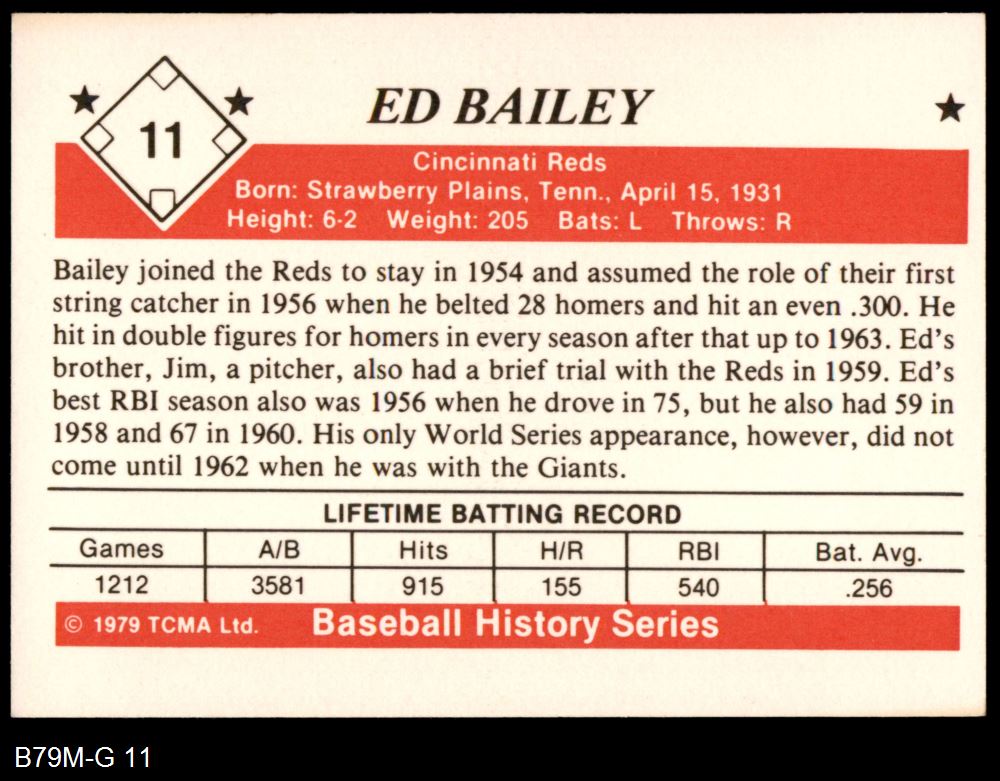 11
ED BAILEY
Cincinnati Reds
Born: Strawberry Plains, Tenn., April 15, 1931
Height: 6-2 Weight: 205 Bats: L Throws: R
Bailey joined the Reds to stay in 1954 and assumed the role of their first
string catcher in 1956 when he belted 28 homers and hit an even .300. He
hit in double figures for homers in every season after that up to 1963. Ed's
brother, Jim, a pitcher, also had a brief trial with the Reds in 1959. Ed's
best RBI season also was 1956 when he drove in 75, but he also had 59 in
1958 and 67 in 1960. His only World Series appearance, however, did not
come until 1962 when he was with the Giants.
LIFETIME BATTING RECORD
Games A/B Hits H/R RBI Bat. Avg.
1212 3581 915 155 540 .256
© 1979 TCMA Ltd. Baseball History Series
B79M-G 11